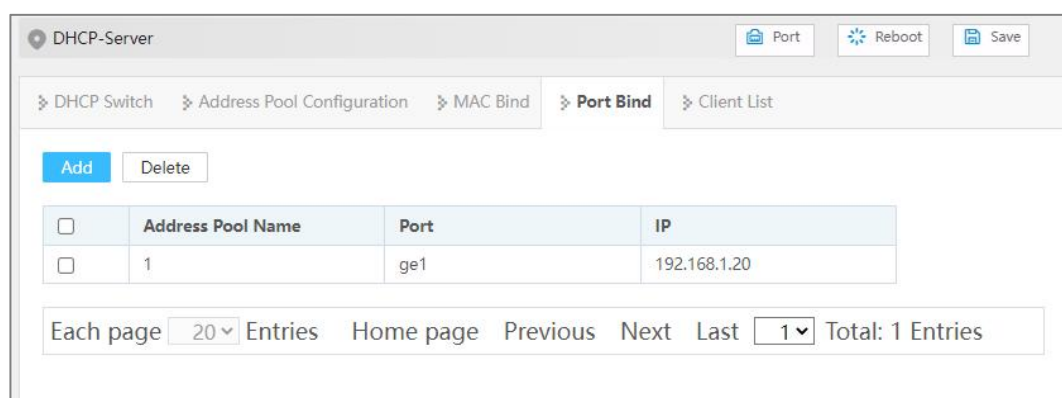 DHCP-Server Port Reboot Save
DHCP Switch Address Pool Configuration MAC Bind Port Bind Client List
Add Delete
Address Pool Name Port IP
1 ge1 192.168.1.20
Each page 20 Entries Home page Previous Next Last 1 Total: 1 Entries